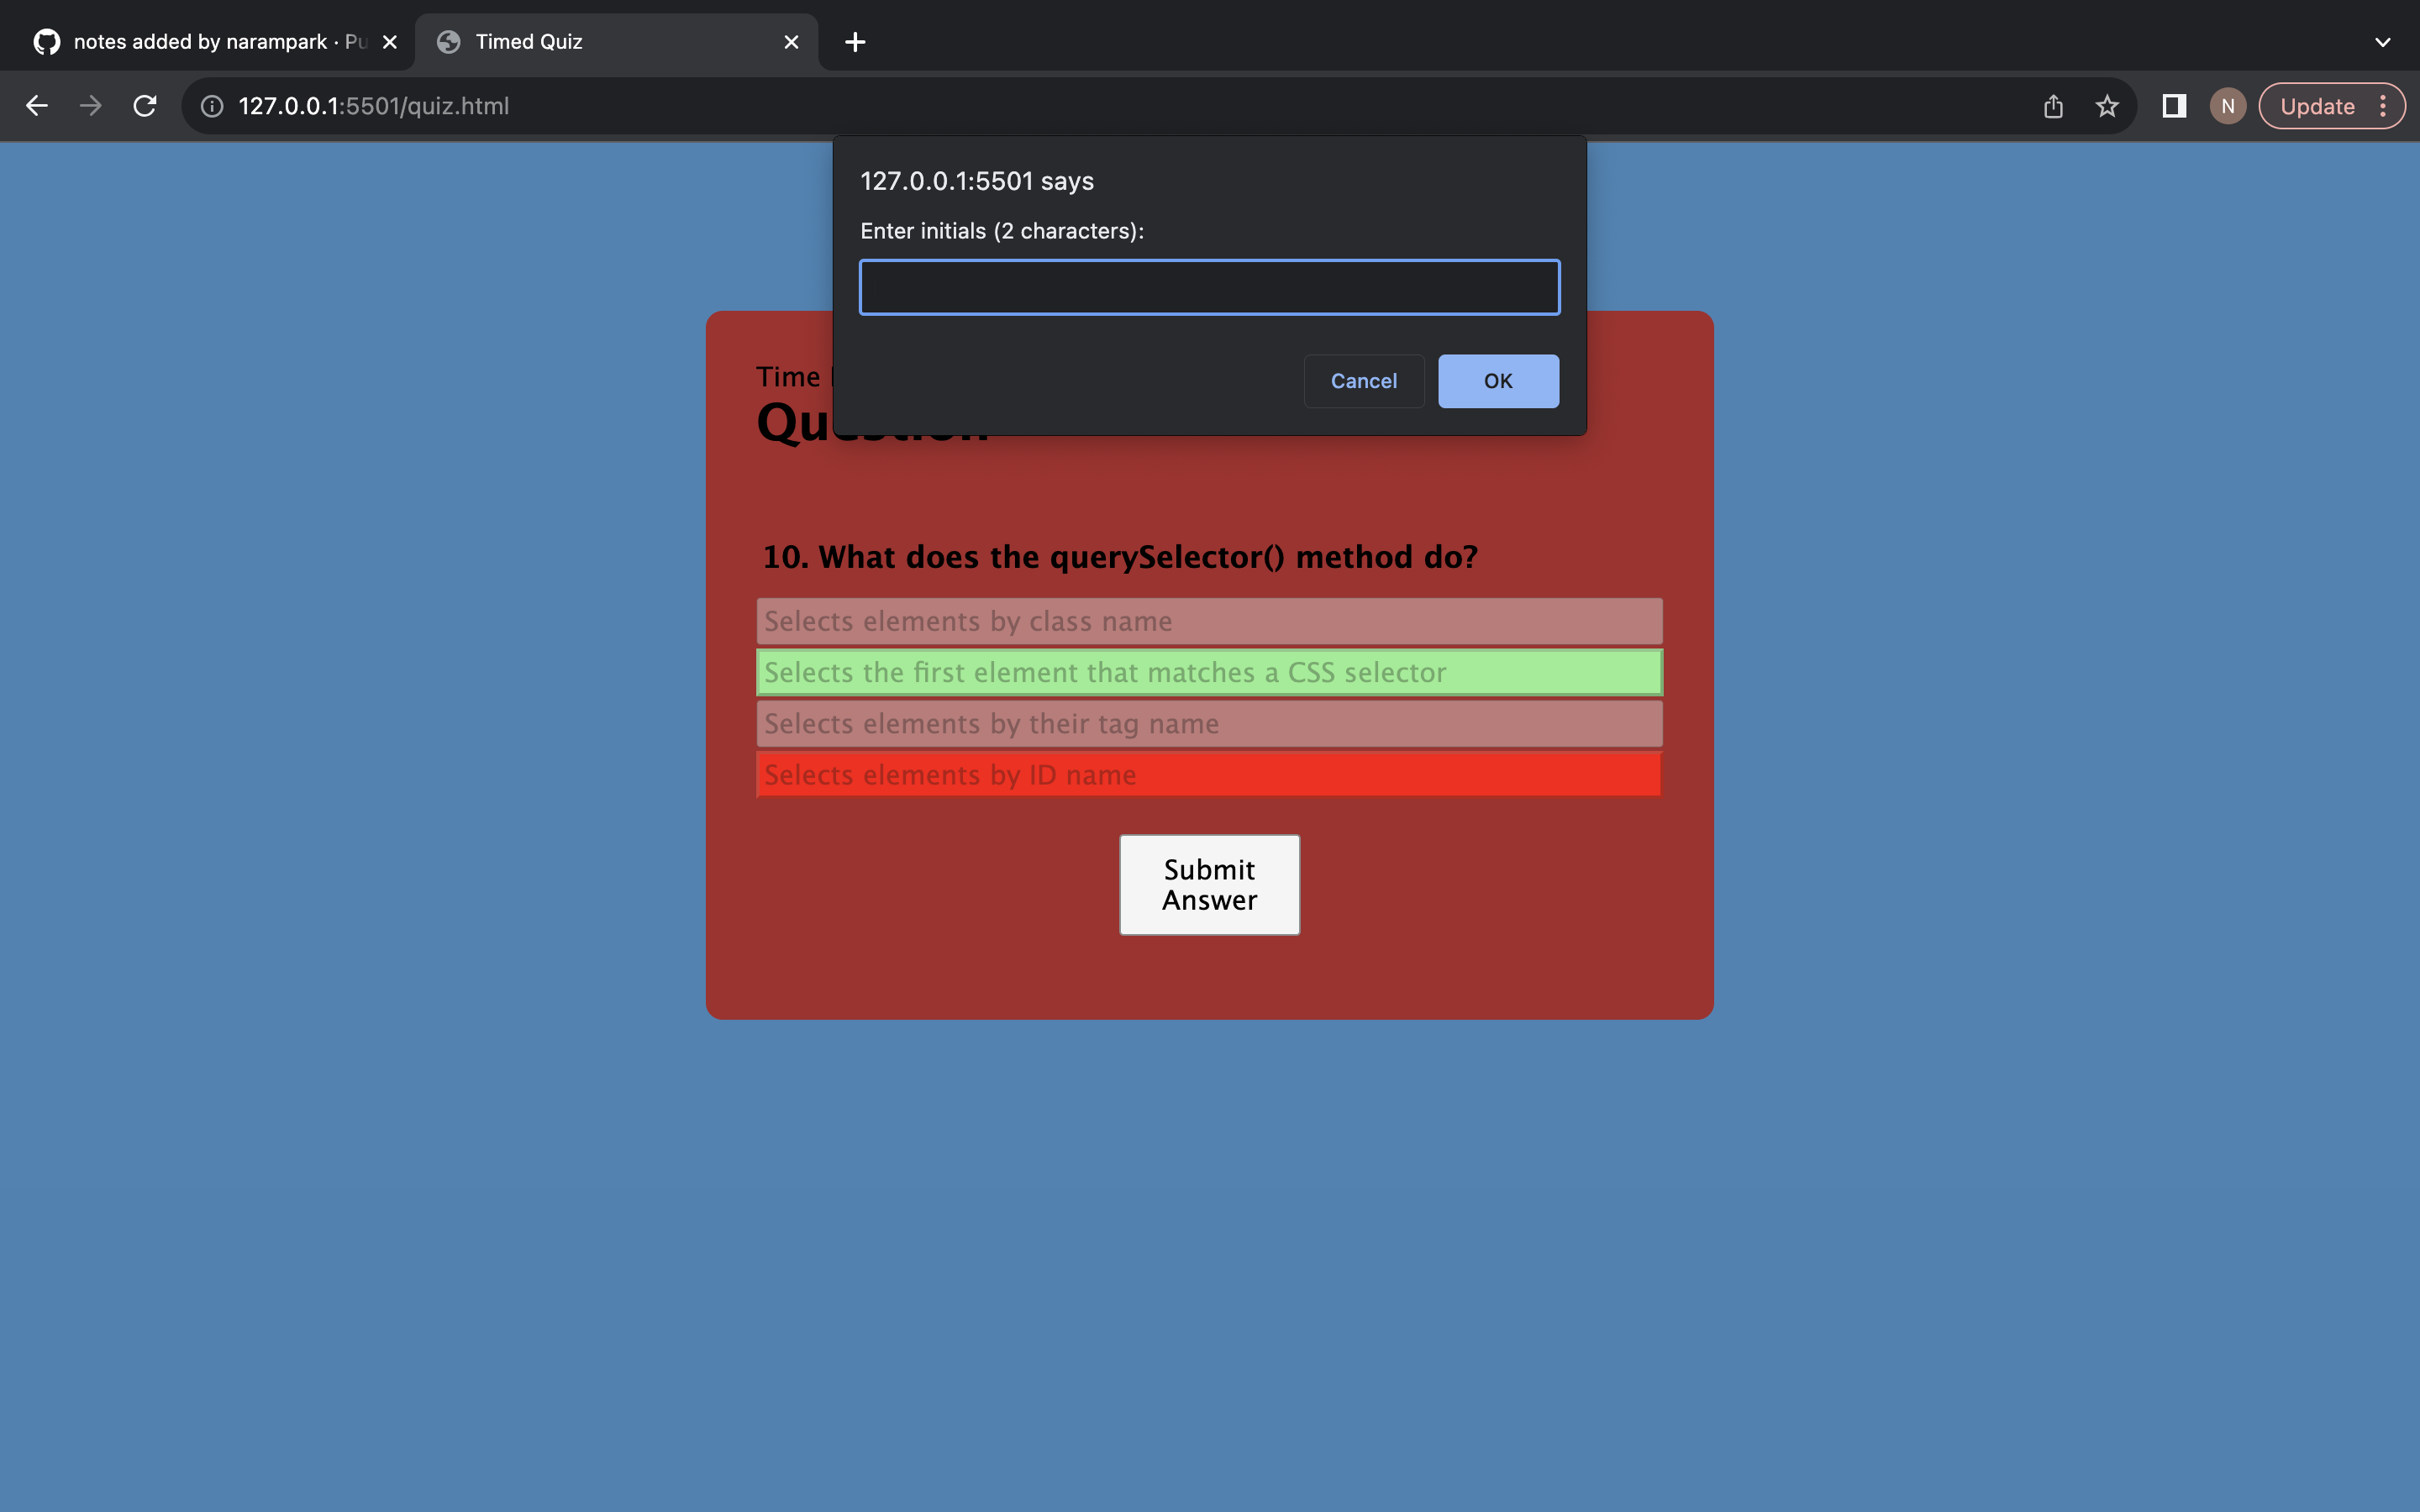 notes added by narampark · Pu
Timed Quiz
127.0.0.1:5501/quiz.html
N
Update
127.0.0.1:5501 says
Enter initials (2 characters):
Cancel
OK
Time
Question
10. What does the querySelector() method do?
Selects elements by class name
Selects the first element that matches a CSS selector
Selects elements by their tag name
Selects elements by ID name
Submit
Answer